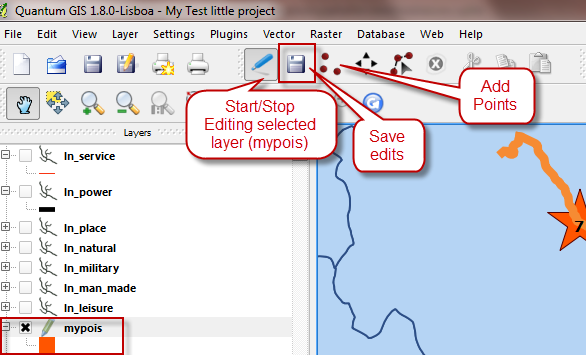 Quantum GIS 1.8.0-Lisboa - My Test little project
File Edit View Layer Settings Plugins Vector Raster Database Web Help
Start/Stop
Editing selected
layer (mypois)
Save
edits
Add
Points
Layers
ln_service
ln_power
ln_place
ln_natural
ln_military
ln_man_made
ln_leisure
mypois
7